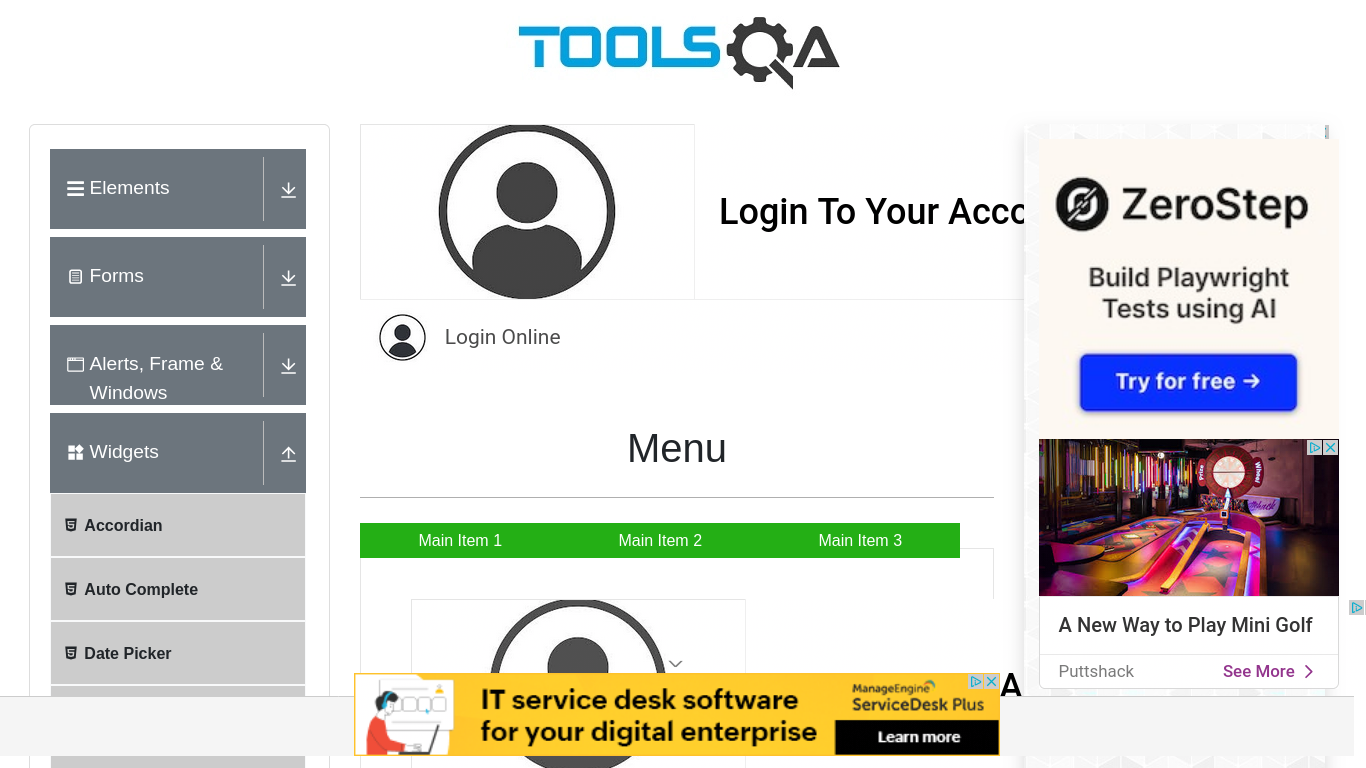 TOOLSQA
Elements
Forms
Alerts, Frame &
Windows
Widgets
Accordian
Auto Complete
Date Picker
Login To Your Acco
Login Online
Menu
Main Item 1
Main Item 2
Main Item 3
A
ZeroStep
Build Playwright
Tests using AI
Try for free →
A New Way to Play Mini Golf
Puttshack
See More
IT service desk software
for your digital enterprise
ManageEngine
ServiceDesk Plus
Learn more